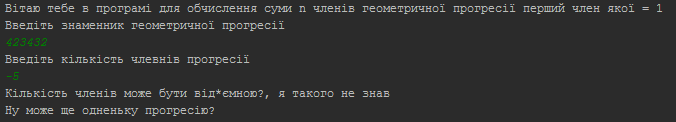 Вітаю тебе в програмі для обчислення суми n членів геометричної прогресії перший член якої = 1
Введіть знаменник геометричної прогресії
423432
Введіть кількість члевнів прогресії
-5
Кількість членів може бути від*ємною?, я такого не знав
Ну може ще одненьку прогресію?